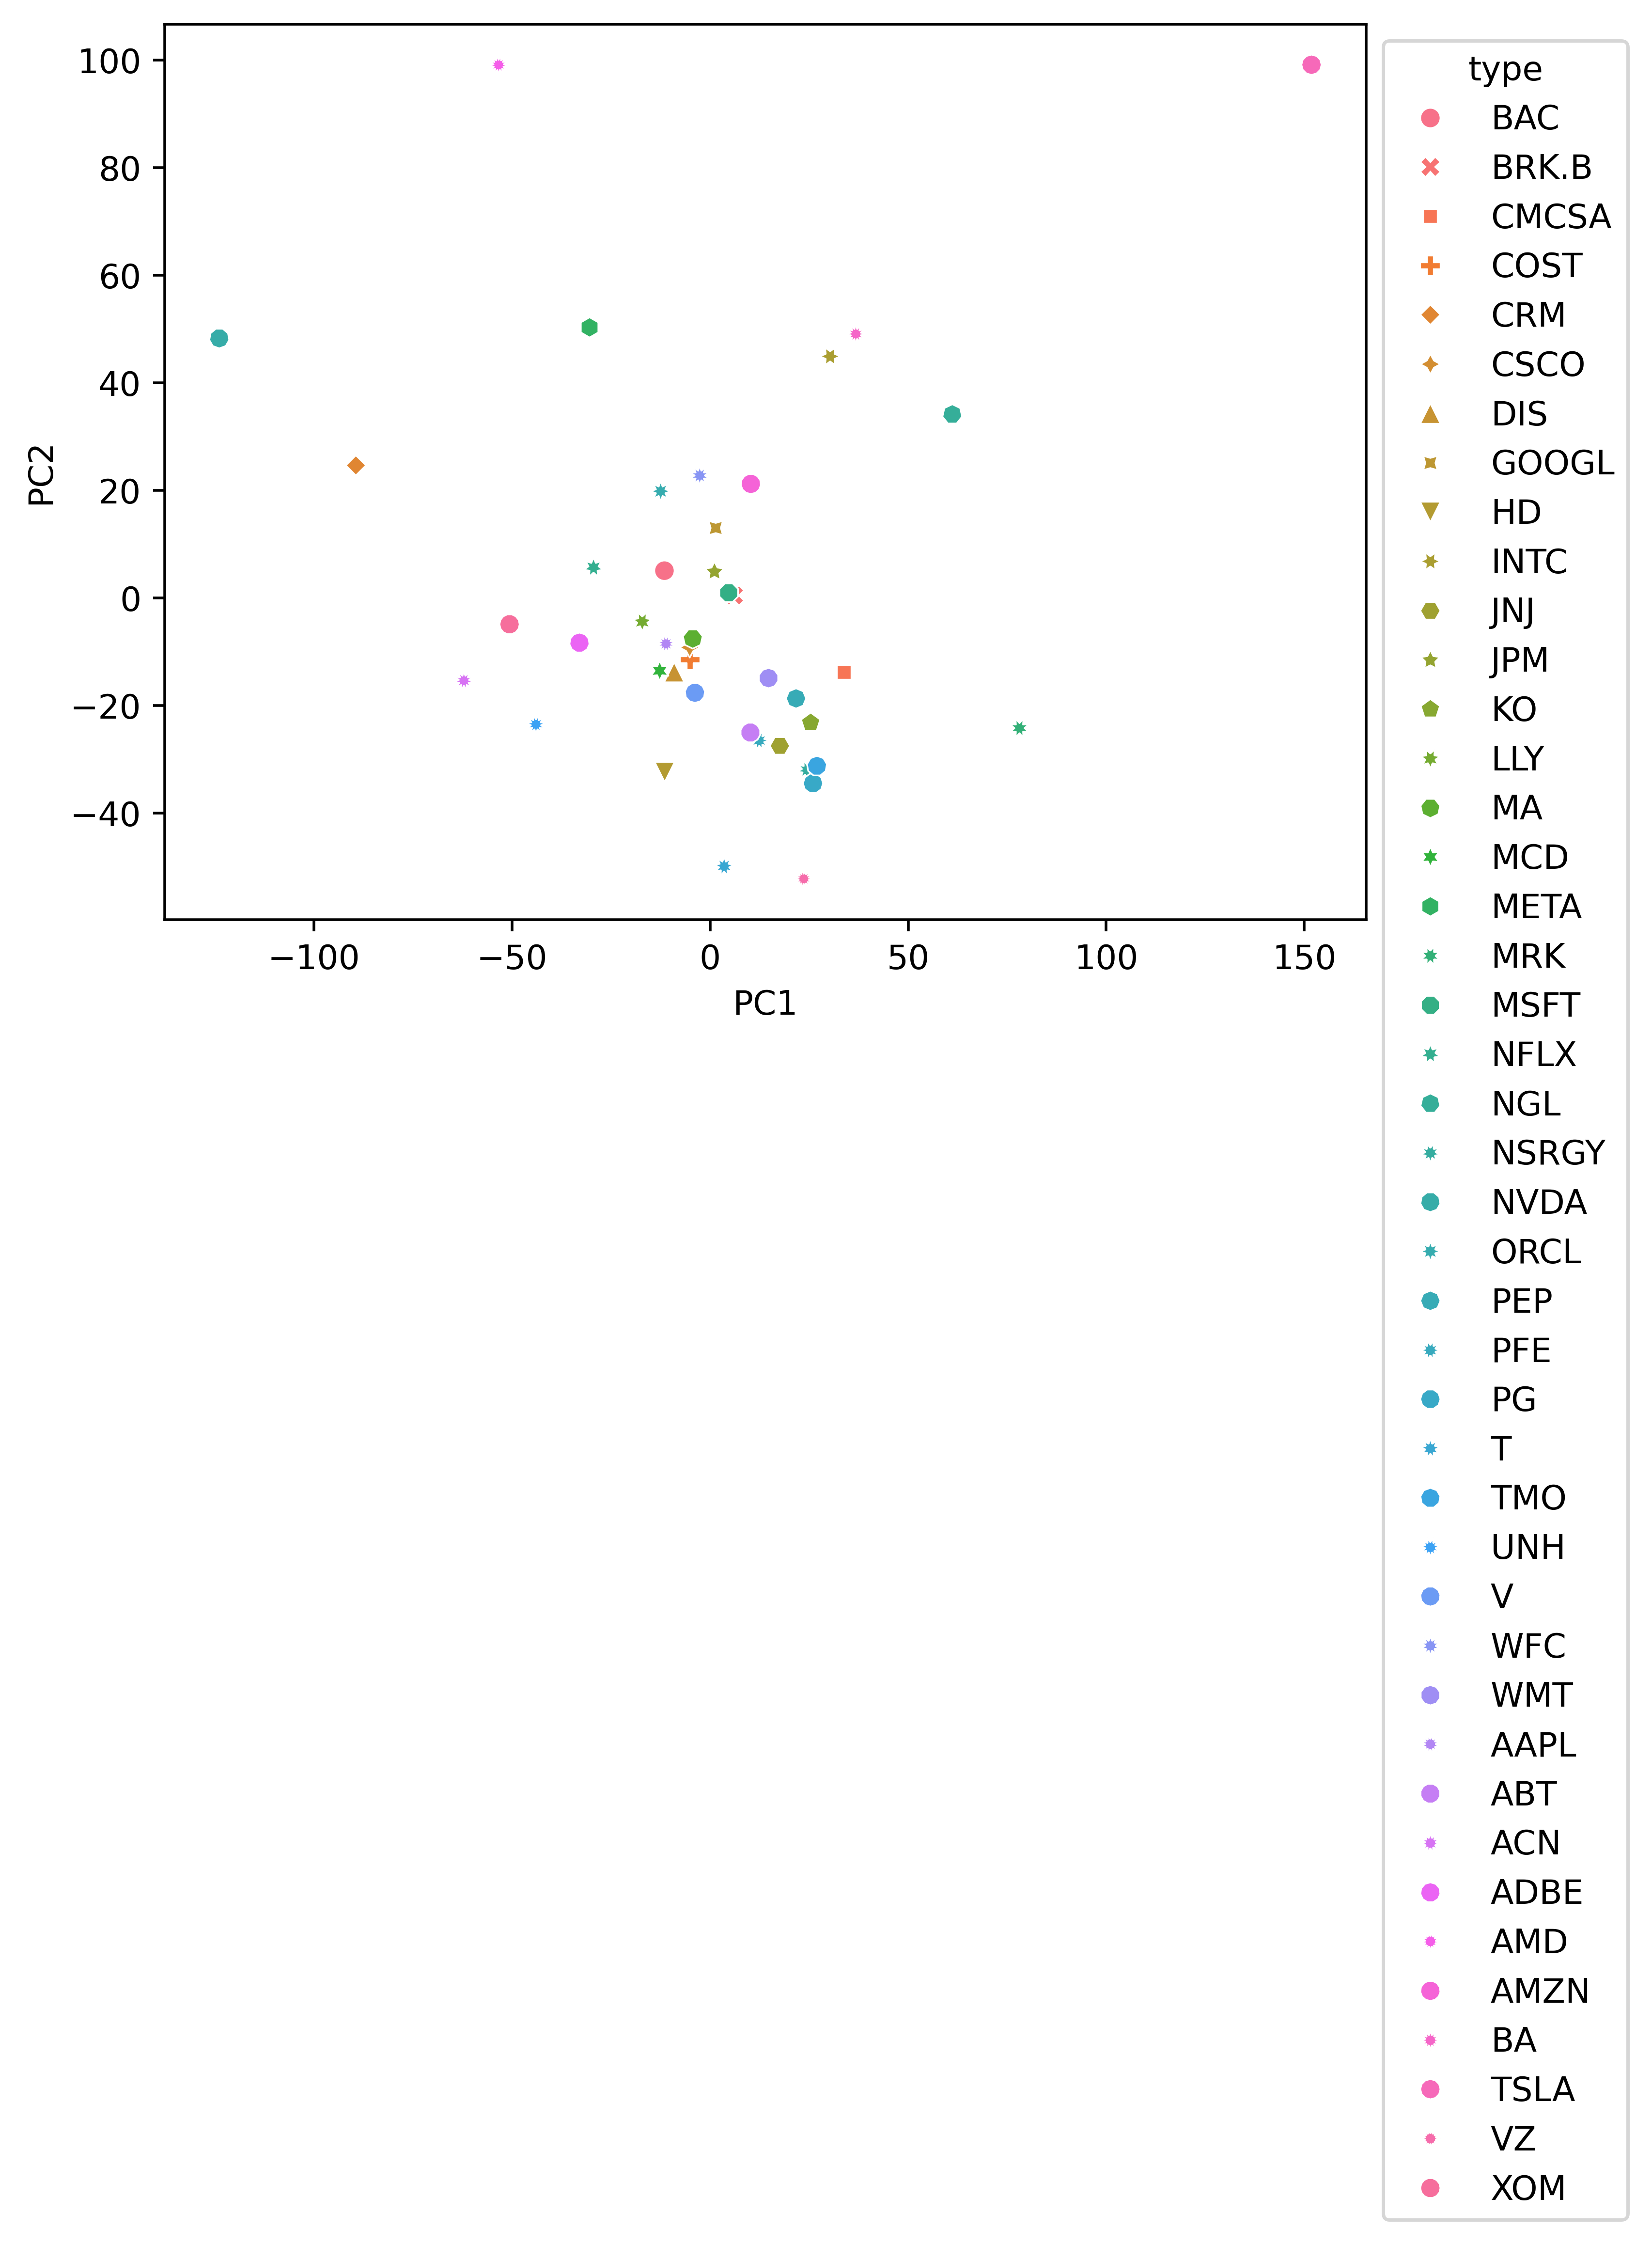 100
80
60
40
20
0
−20
−40
PC2
−100
−50
0
50
100
150
PC1
type
BAC
BRK.B
CMCSA
COST
CRM
CSCO
DIS
GOOGL
HD
INTC
JNJ
JPM
KO
LLY
MA
MCD
META
MRK
MSFT
NFLX
NGL
NSRGY
NVDA
ORCL
PEP
PFE
PG
T
TMO
UNH
V
WFC
WMT
AAPL
ABT
ACN
ADBE
AMD
AMZN
BA
TSLA
VZ
XOM